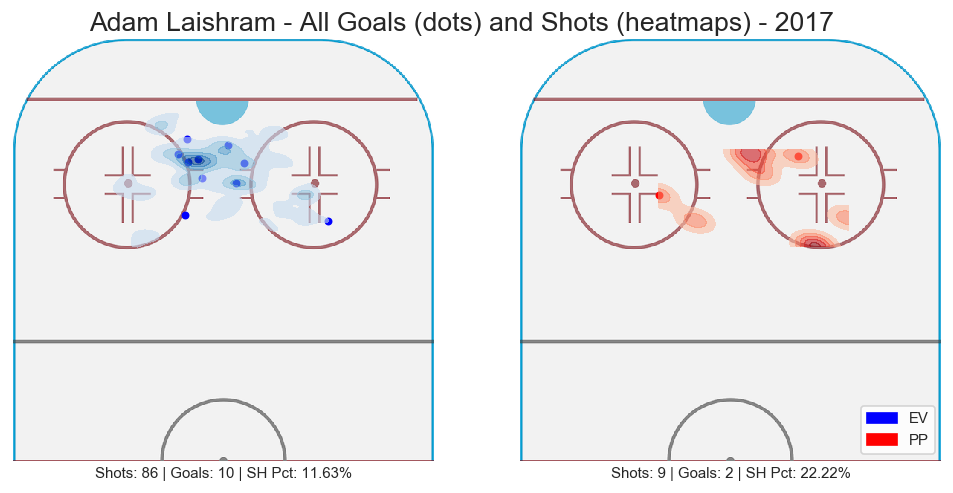 Adam Laishram - All Goals (dots) and Shots (heatmaps) - 2017
EV
PP
Shots: 86 | Goals: 10 | SH Pct: 11.63%
Shots: 9 | Goals: 2 | SH Pct: 22.22%